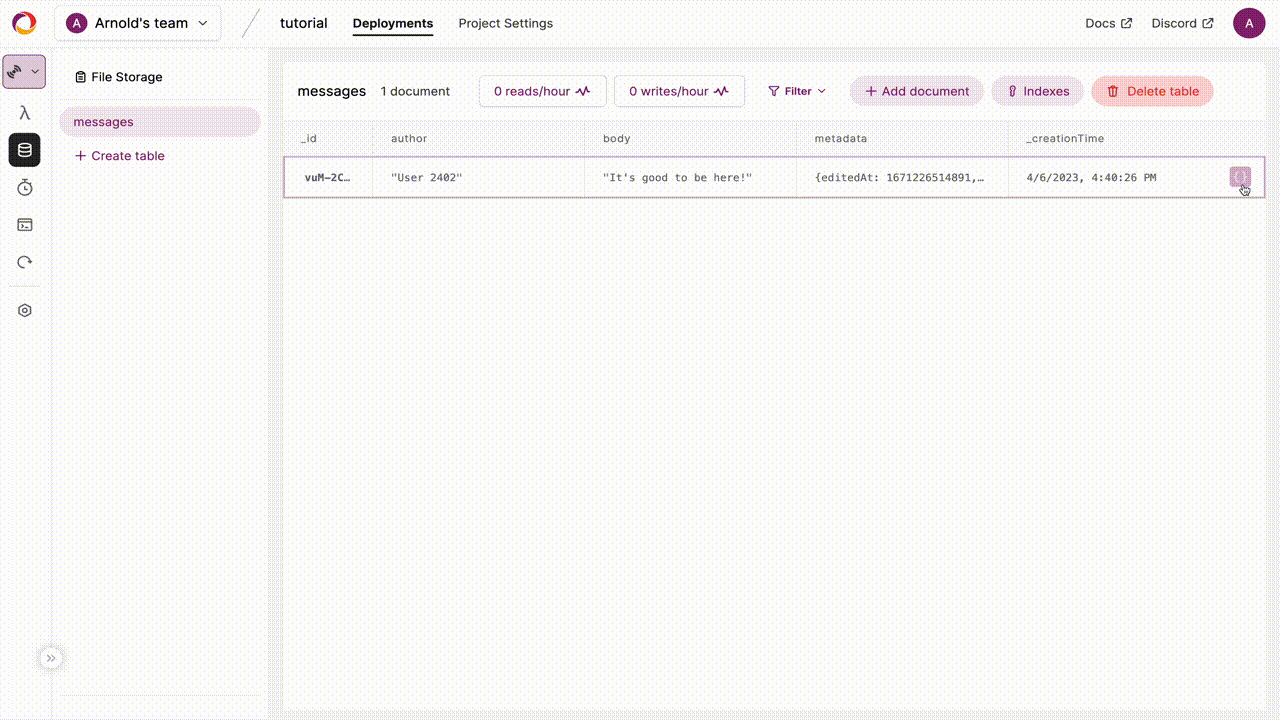 A Arnold's team tutorial Deployments Project Settings Docs Discord A
File Storage
messages
Create table
messages 1 document 0 reads/hour 0 writes/hour Filter Add document Indexes Delete table
_id author body metadata _creationTime
vuM-2C… "User 2402" "It's good to be here!" {editedAt: 1671226514891,… 4/6/2023, 4:40:26 PM